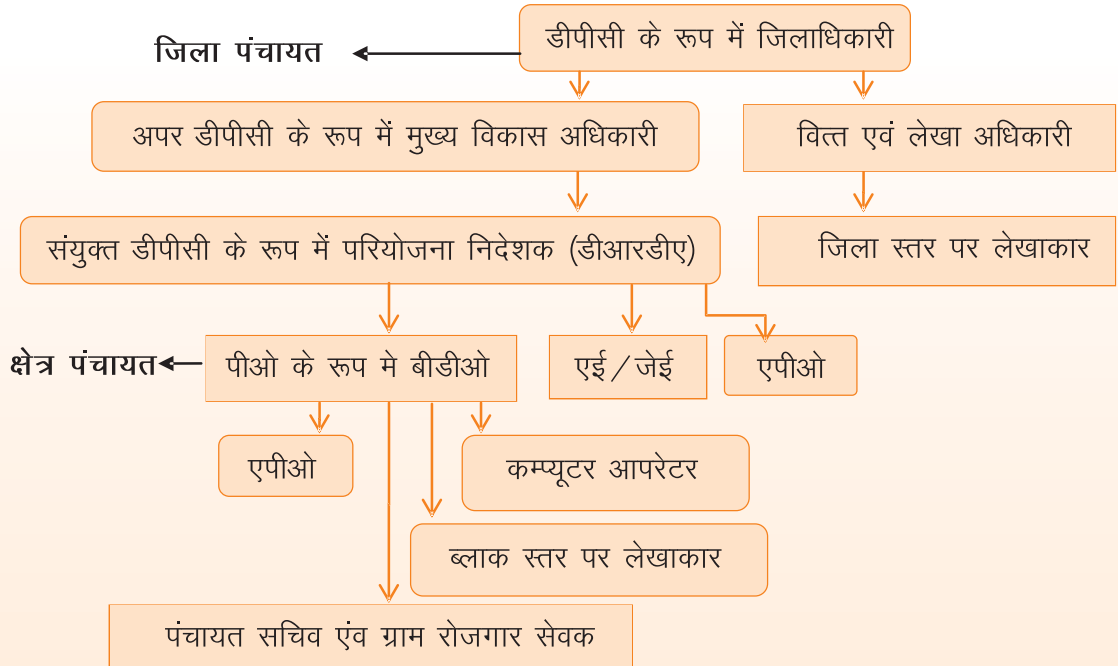 डीपीसी के रूप में जिलाधिकारी
जिला पंचायत
अपर डीपीसी के रूप में मुख्य विकास अधिकारी
वित्त एवं लेखा अधिकारी
संयुक्त डीपीसी के रूप में परियोजना निदेशक (डीआरडीए)
जिला स्तर पर लेखाकार
क्षेत्र पंचायत
पीओ के रूप मे बीडीओ
एई/जेई
एपीओ
एपीओ
कम्प्यूटर आपरेटर
ब्लाक स्तर पर लेखाकार
पंचायत सचिव एंव ग्राम रोजगार सेवक